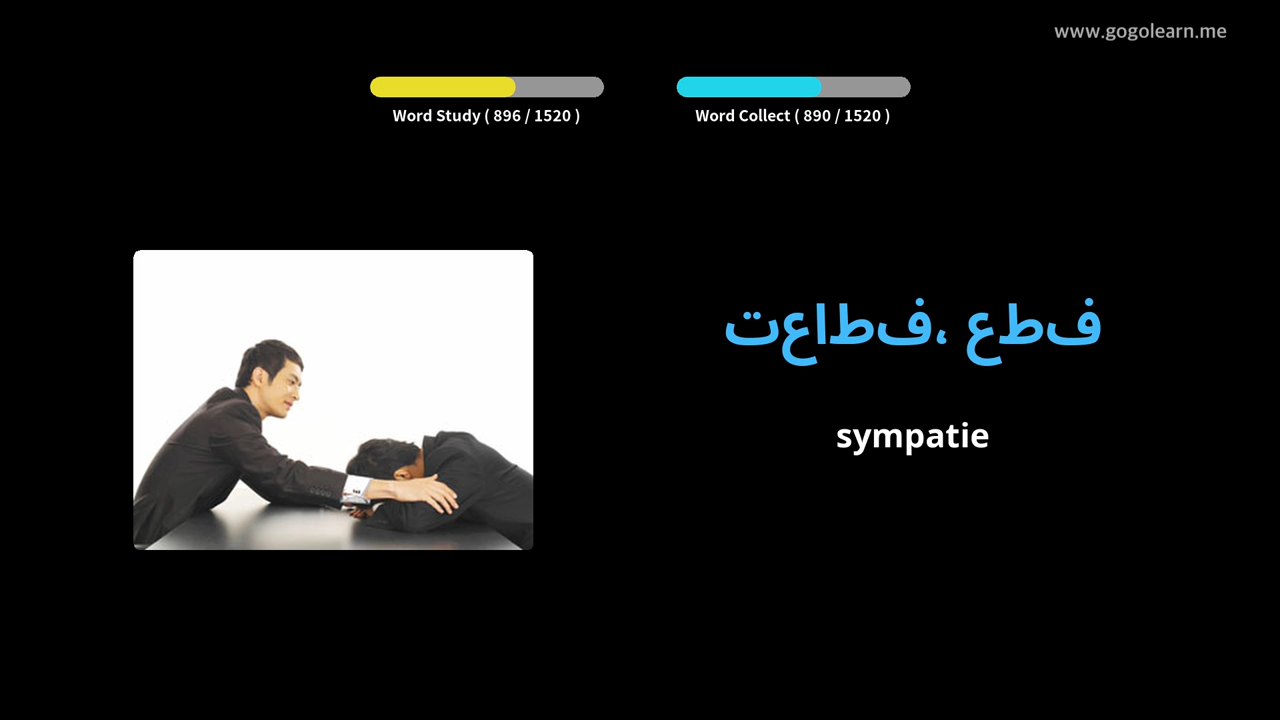 www.gogolearn.me
Word Study ( 896 / 1520 )
Word Collect ( 890 / 1520 )
تعاطف، عطف
sympatie